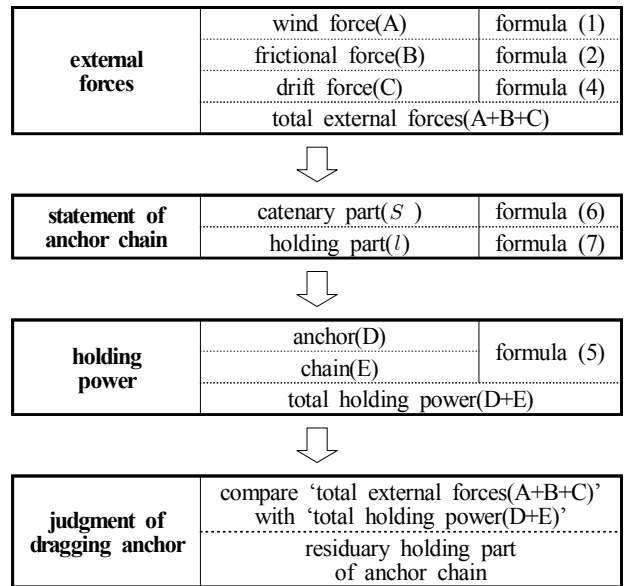 external
forces
wind force(A)
formula (1)
frictional force(B)
formula (2)
drift force(C)
formula (4)
total external forces(A+B+C)
statement of
anchor chain
catenary part(S )
formula (6)
holding part(l)
formula (7)
holding
power
anchor(D)
chain(E)
formula (5)
total holding power(D+E)
judgment of
dragging anchor
compare ‘total external forces(A+B+C)’
with ‘total holding power(D+E)’
residuary holding part
of anchor chain